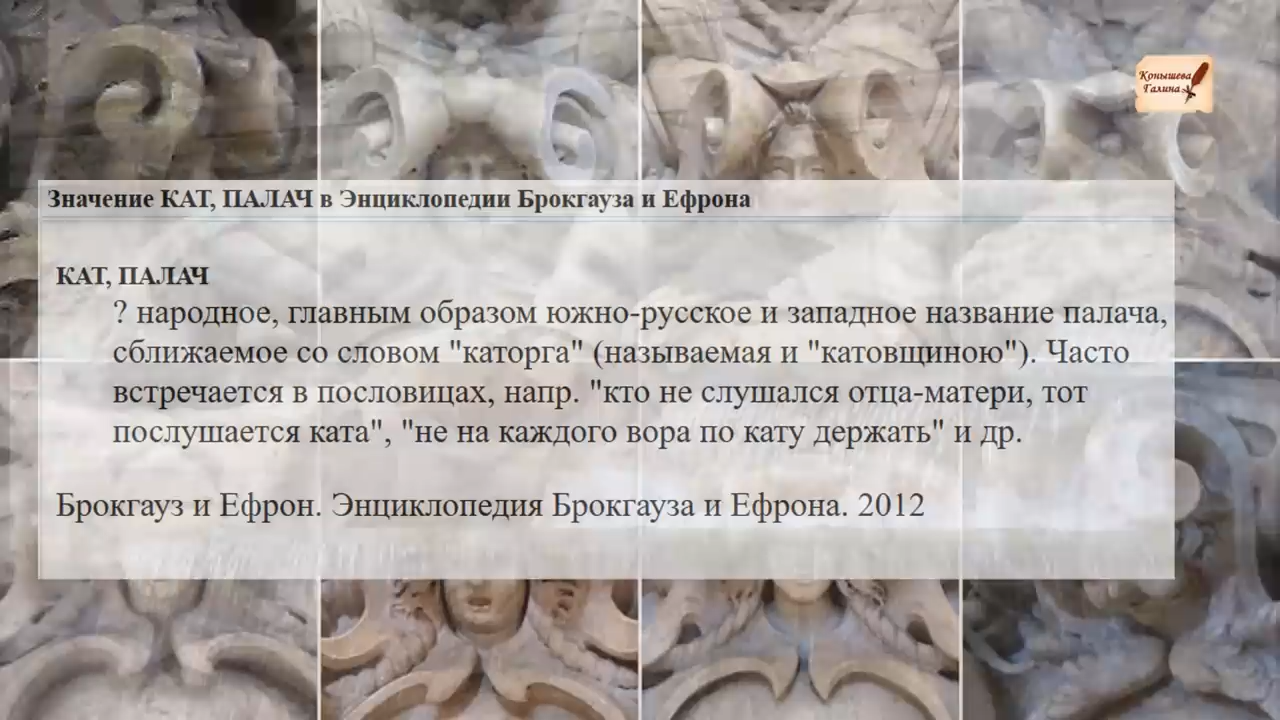 Конышева
Галина
Значение КАТ, ПАЛАЧ в Энциклопедии Брокгауза и Ефрона
КАТ, ПАЛАЧ
? народное, главным образом южно-русское и западное название палача,
сближаемое со словом "каторга" (называемая и "катовщиною"). Часто
встречается в пословицах, напр. "кто не слушался отца-матери, тот
послушается ката", "не на каждого вора по кату держать" и др.
Брокгауз и Ефрон. Энциклопедия Брокгауза и Ефрона. 2012